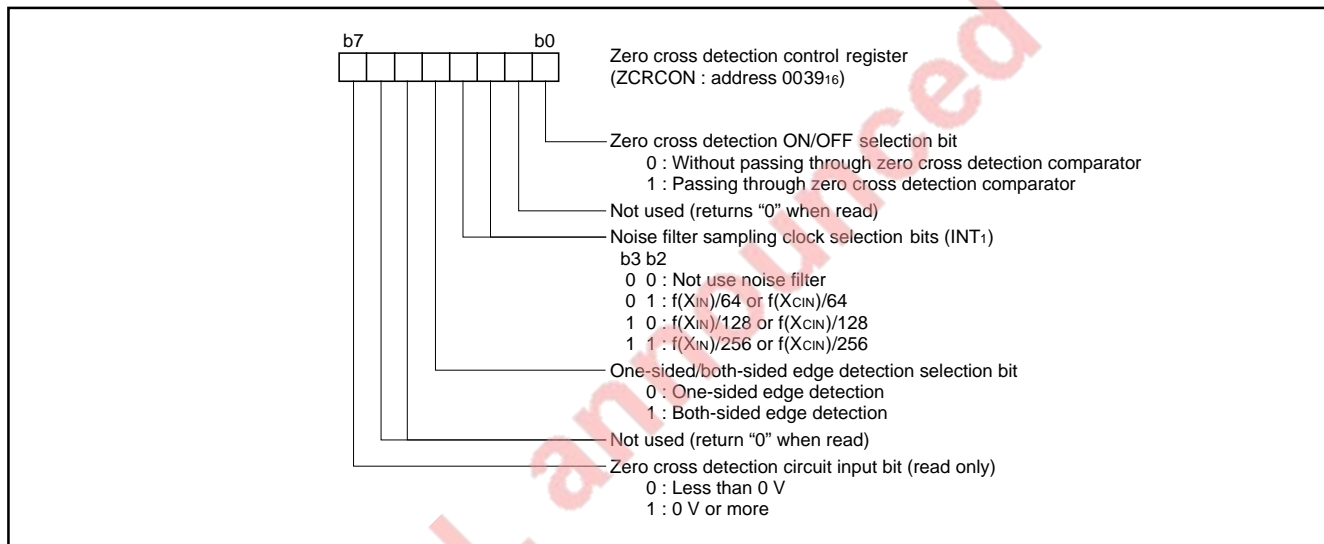 b7 b0
Zero cross detection control register
(ZCRCON : address 003916)
Zero cross detection ON/OFF selection bit
0 : Without passing through zero cross detection comparator
1 : Passing through zero cross detection comparator
Not used (returns “0” when read)
Noise filter sampling clock selection bits (INT1)
b3 b2
0 0 : Not use noise filter
0 1 : f(XIN)/64 or f(XCIN)/64
1 0 : f(XIN)/128 or f(XCIN)/128
1 1 : f(XIN)/256 or f(XCIN)/256
One-sided/both-sided edge detection selection bit
0 : One-sided edge detection
1 : Both-sided edge detection
Not used (return “0” when read)
Zero cross detection circuit input bit (read only)
0 : Less than 0 V
1 : 0 V or more
announced